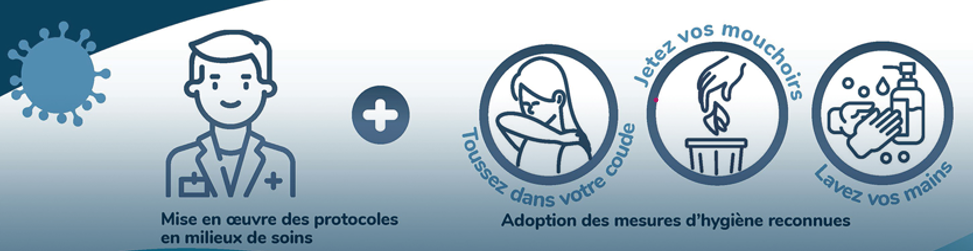 Mise en œuvre des protocoles
en milieux de soins
Toussez dans votre coude
Jetez vos mouchoirs
Lavez vos mains
Adoption des mesures d'hygiène reconnues